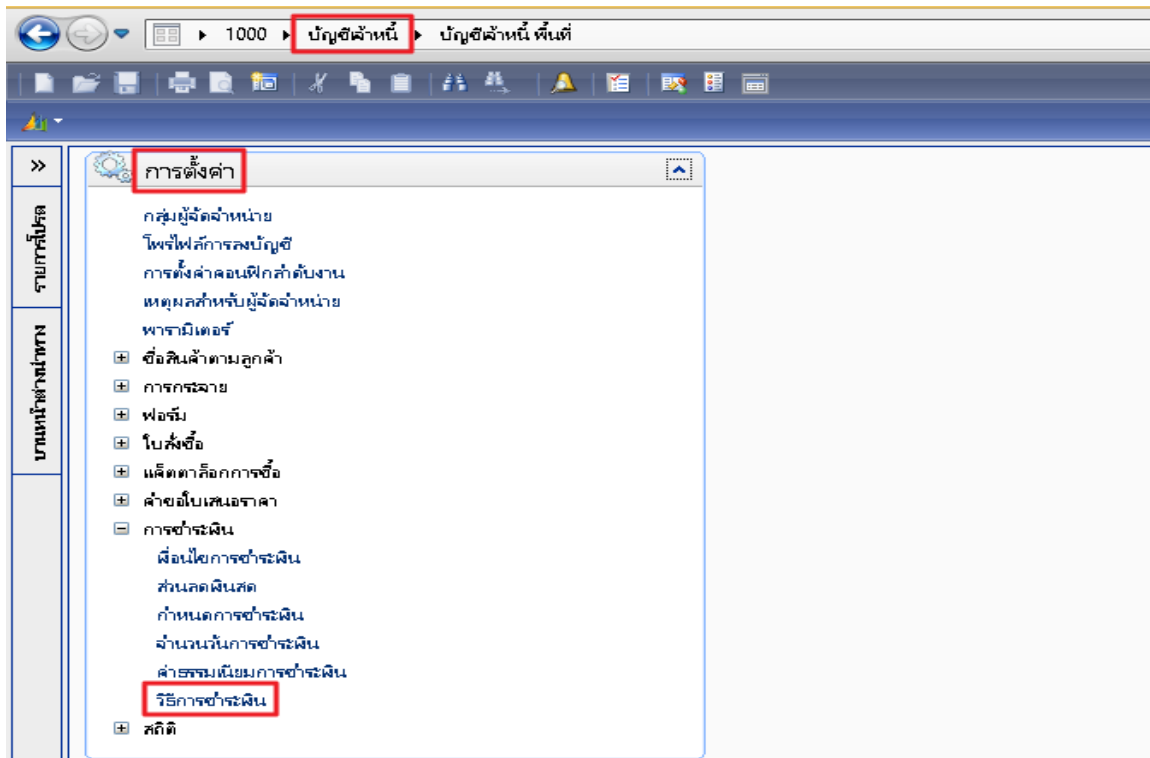 1000 บัญชีเจ้าหนี้ บัญชีเจ้าหนี้ พื้นที่
การตั้งค่า
กลุ่มผู้จัดจำหน่าย
โพรไฟล์การลงบัญชี
การตั้งค่าคอนฟิกลำดับงาน
เหตุผลสำหรับผู้จัดจำหน่าย
พารามิเตอร์
ชื่อสินค้าตามลูกค้า
การกระจาย
ฟอร์ม
ใบสั่งซื้อ
แค็ตตาล็อกการซื้อ
คำขอใบเสนอราคา
การชำระเงิน
เงื่อนไขการชำระเงิน
ส่วนลดเงินสด
กำหนดการชำระเงิน
จำนวนวันการชำระเงิน
ค่าธรรมเนียมการชำระเงิน
วิธีการชำระเงิน
สถิติ
รายการโปรด
บานหน้าต่างนำทาง